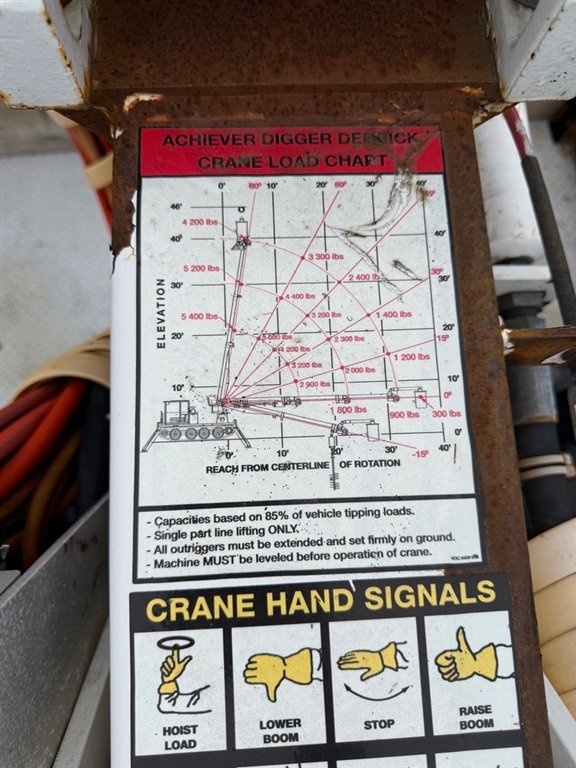 ACHIEVER DIGGER DERRICK
CRANE LOAD CHART
0' 80° 10' 20' 60° 30' 40'
46'
4 200 lbs
40'
40'
3 300 lbs
5 200 lbs
2 400 lbs
30°
30'
30'
4 400 lbs
ELEVATION
5 400 lbs
3 200 lbs
1 400 lbs
20'
20'
15°
2 300 lbs
4 200 lbs
1 200 lbs
3 200 lbs
2 000 lbs
10'
10'
2 900 lbs
0°
1 800 lbs
900 lbs
300 lbs
0'
0' 10' 20' 30' -15° 40'
REACH FROM CENTERLINE OF ROTATION
- Capacities based on 85% of vehicle tipping loads.
- Single part line lifting ONLY.
- All outriggers must be extended and set firmly on ground.
- Machine MUST be leveled before operation of crane.
CRANE HAND SIGNALS
HOIST
LOAD
LOWER
BOOM
STOP
RAISE
BOOM